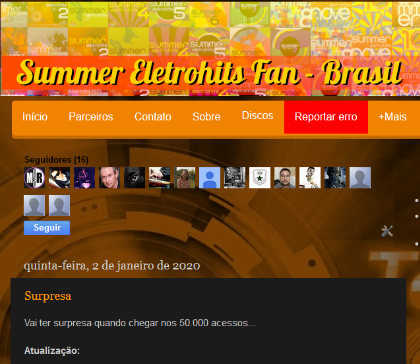 Summer Eletrohits Fan - Brasil
Início Parceiros Contato Sobre Discos Reportar erro +Mais
Seguidores (16)
Seguir
quinta-feira, 2 de janeiro de 2020
Surpresa
Vai ter surpresa quando chegar nos 50.000 acessos...
Atualização: